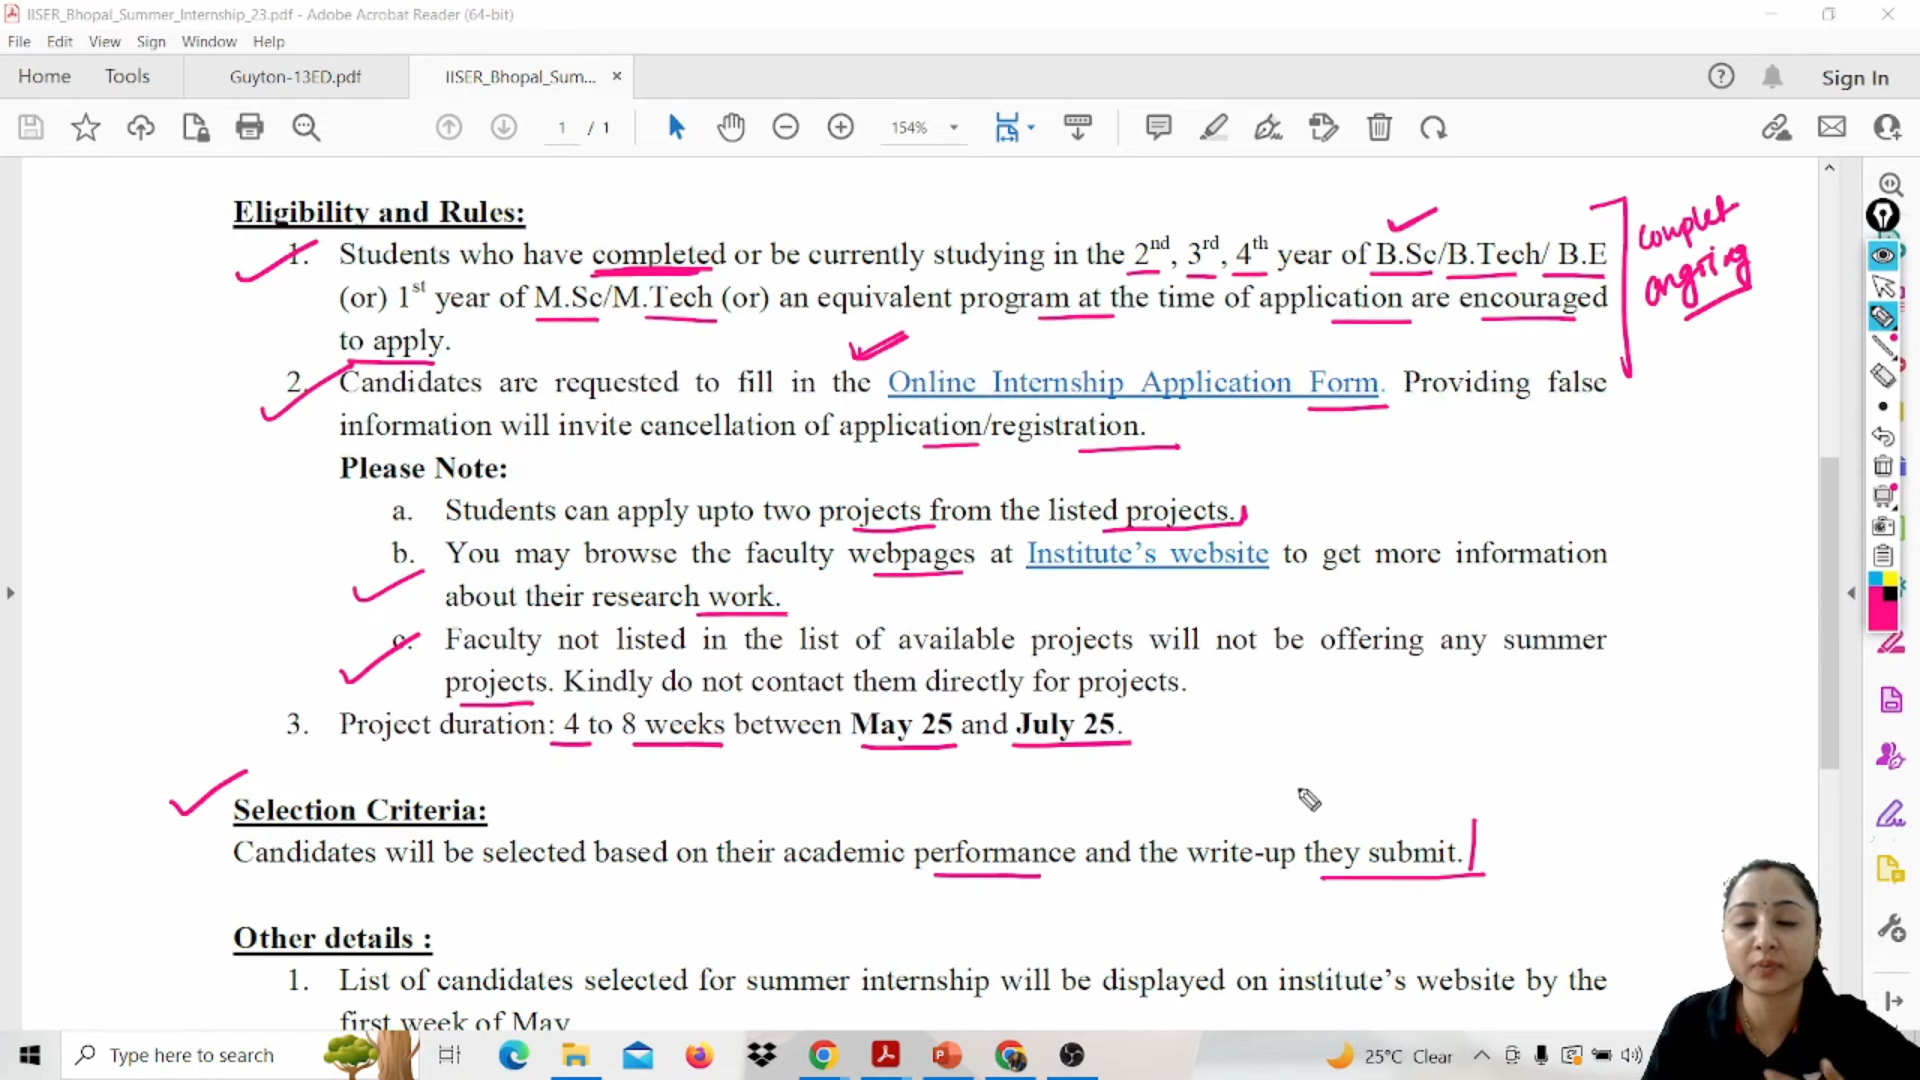 IISER_Bhopal_Summer_Internship_23.pdf - Adobe Acrobat Reader (64-bit)
File Edit View Sign Window Help
Home Tools Guyton-13ED.pdf IISER_Bhopal_Sum... × Sign In
1 / 1 154%
Eligibility and Rules:
1. Students who have completed or be currently studying in the 2nd, 3rd, 4th year of B.Sc/B.Tech/ B.E
(or) 1st year of M.Sc/M.Tech (or) an equivalent program at the time of application are encouraged
to apply.
complet
ongoing
2. Candidates are requested to fill in the Online Internship Application Form. Providing false
information will invite cancellation of application/registration.
Please Note:
a. Students can apply upto two projects from the listed projects.
b. You may browse the faculty webpages at Institute's website to get more information
about their research work.
c. Faculty not listed in the list of available projects will not be offering any summer
projects. Kindly do not contact them directly for projects.
3. Project duration: 4 to 8 weeks between May 25 and July 25.
Selection Criteria:
Candidates will be selected based on their academic performance and the write-up they submit.
Other details :
1. List of candidates selected for summer internship will be displayed on institute's website by the
first week of May
Type here to search 25°C Clear